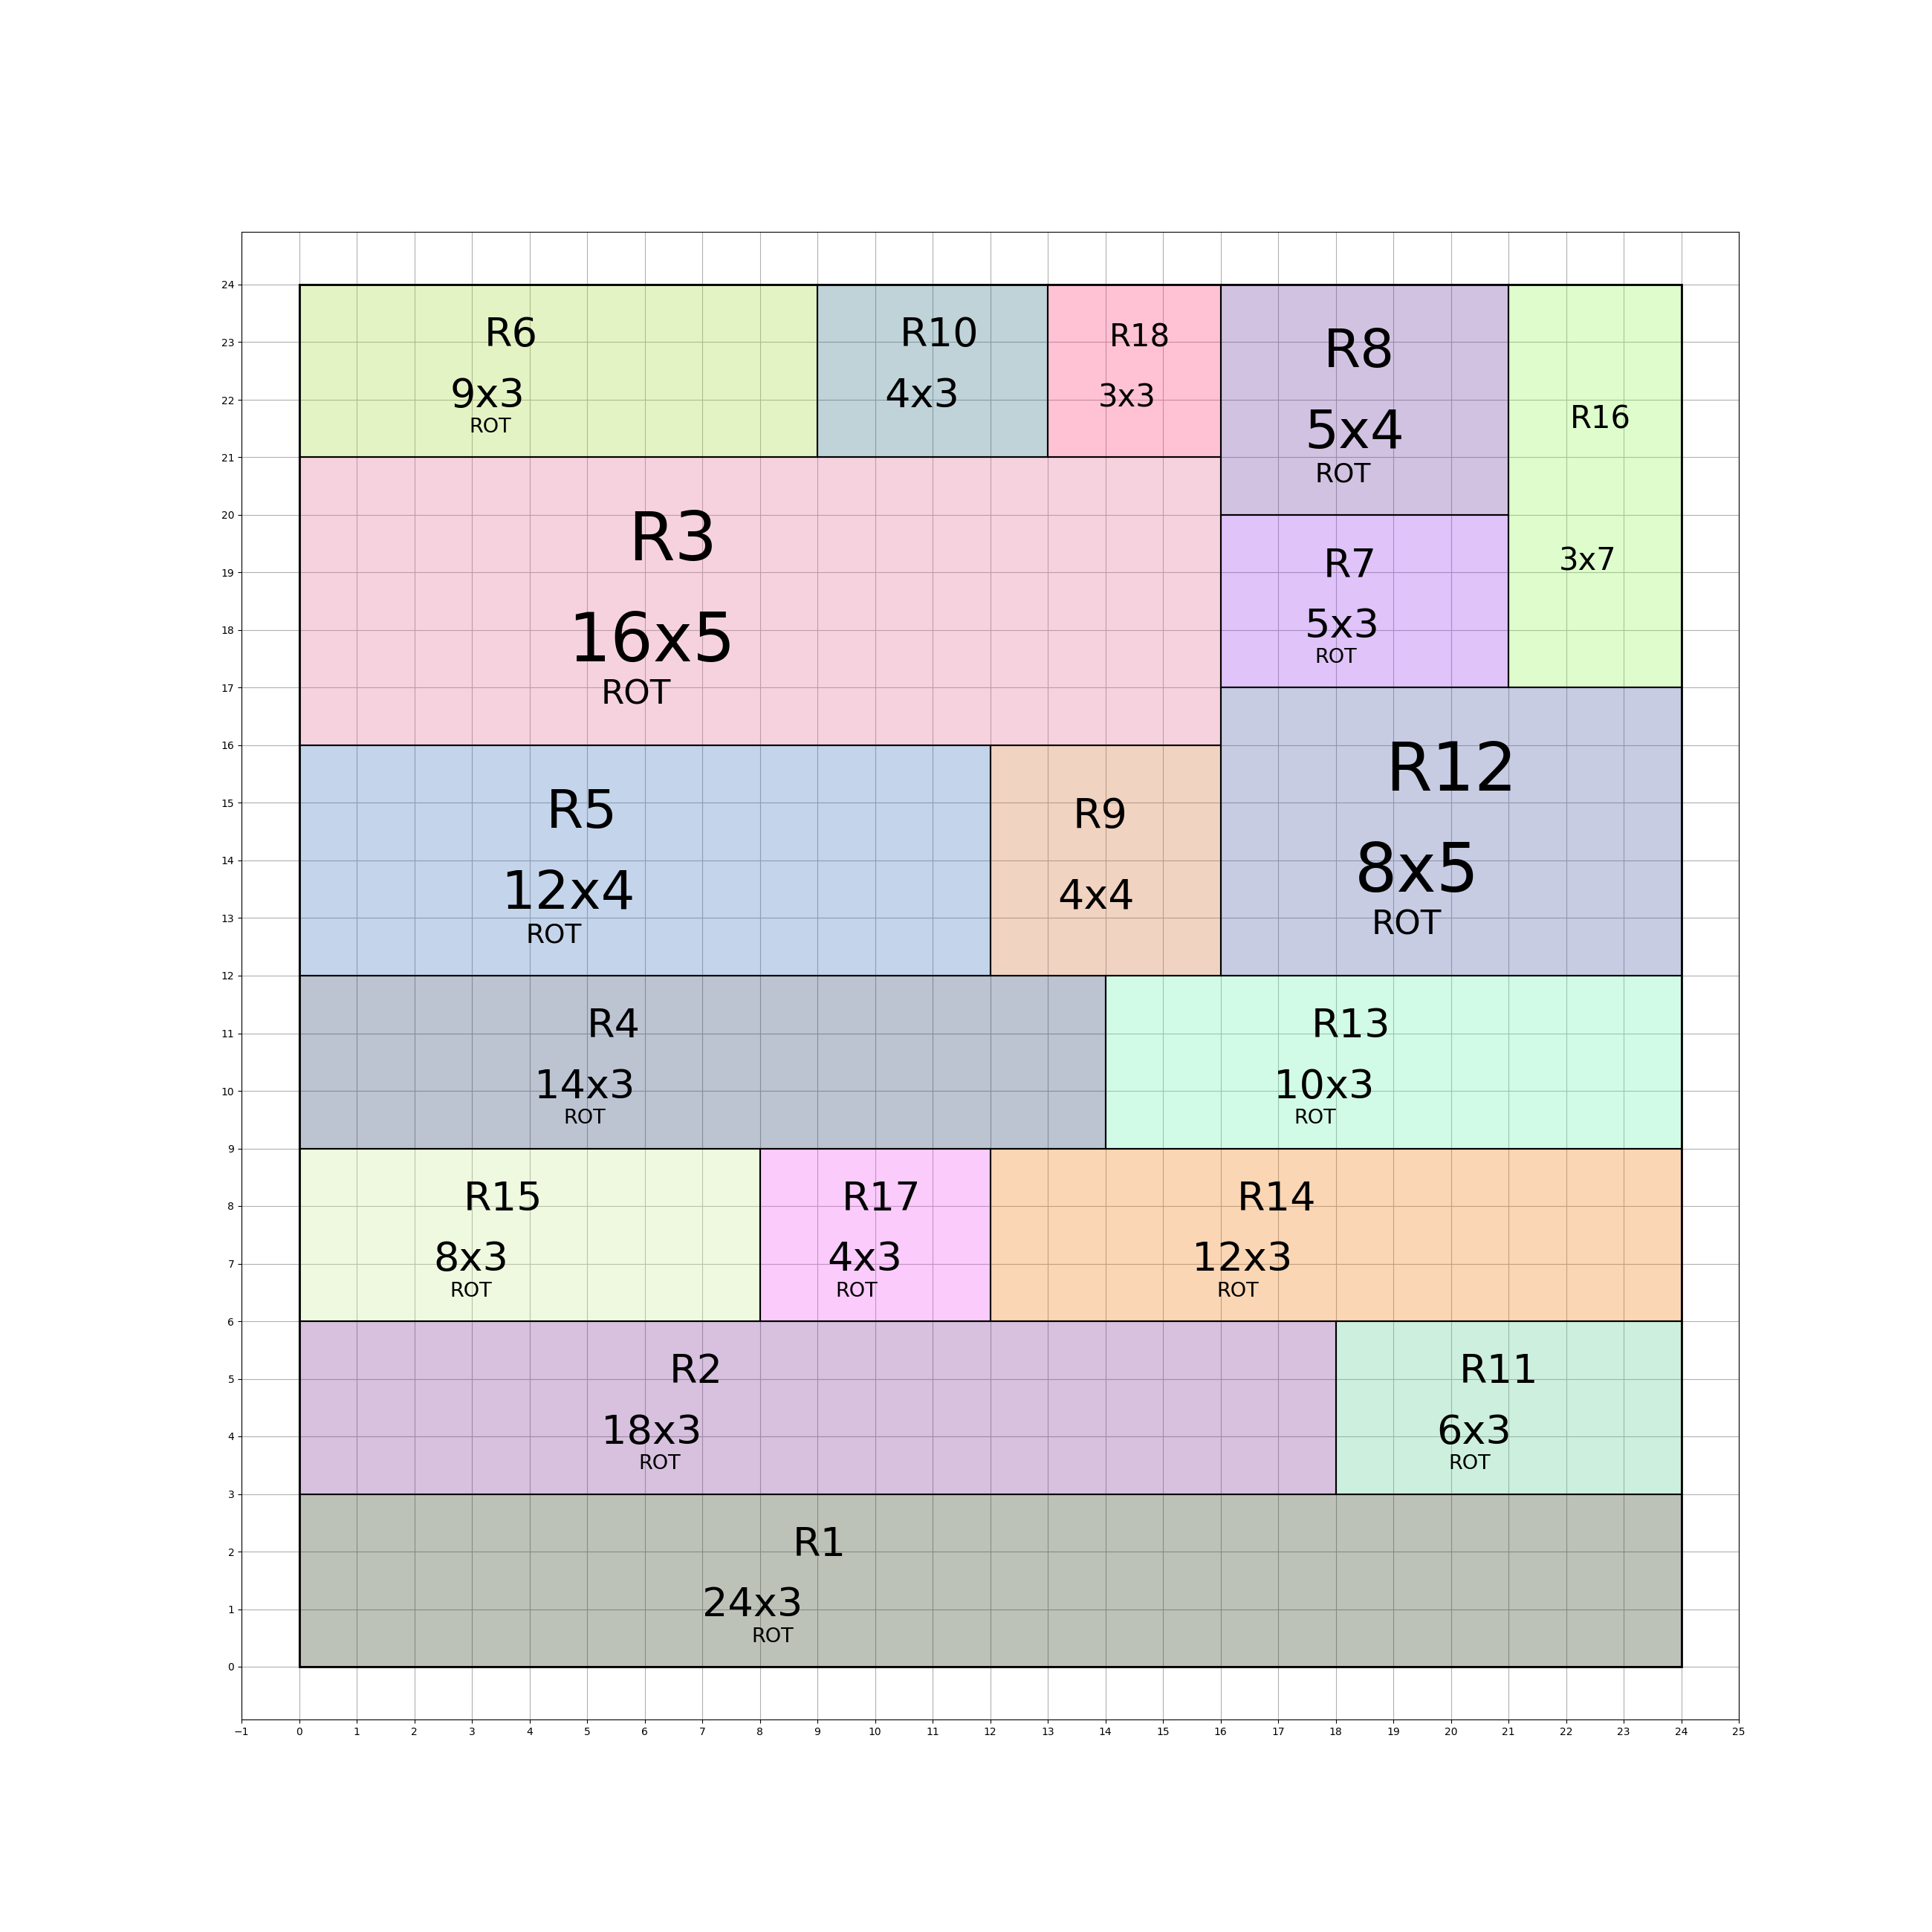 R6
9x3
ROT
R10
4x3
R18
3x3
R8
5x4
ROT
R16
3x7
R3
16x5
ROT
R7
5x3
ROT
R5
12x4
ROT
R9
4x4
R12
8x5
ROT
R4
14x3
ROT
R13
10x3
ROT
R15
8x3
ROT
R17
4x3
ROT
R14
12x3
ROT
R2
18x3
ROT
R11
6x3
ROT
R1
24x3
ROT
24
23
22
21
20
19
18
17
16
15
14
13
12
11
10
9
8
7
6
5
4
3
2
1
0
−1 0 1 2 3 4 5 6 7 8 9 10 11 12 13 14 15 16 17 18 19 20 21 22 23 24 25